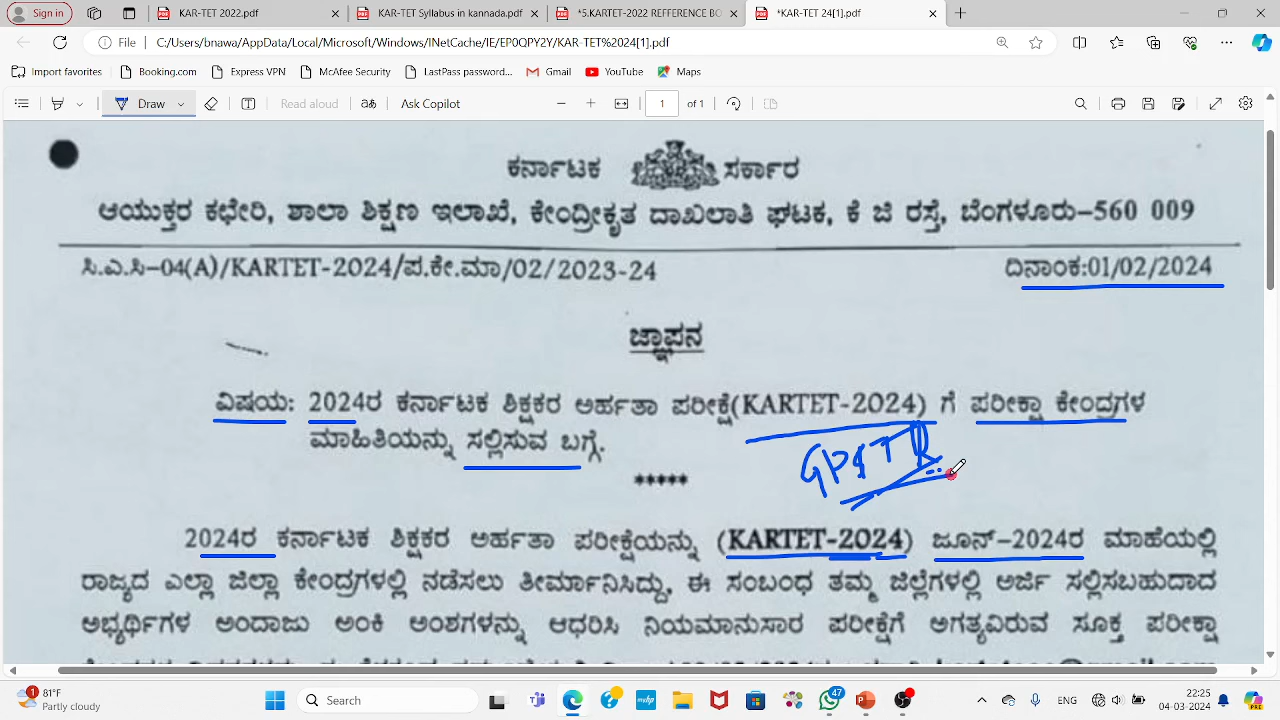 Sign in
KAR-TET 2022.pdf
KAR-TET Syllabus in kannada.pdf
*5.KARTET-2022 REFFERENCE BO
*KARTET 24[1].pdf
File
C:/Users/bnawa/AppData/Local/Microsoft/Windows/INetCache/IE/EP0QPY2Y/KAR-TET%2024[1].pdf
Import favorites
Booking.com
Express VPN
McAfee Security
LastPass password...
Gmail
YouTube
Maps
Draw
Read aloud
Ask Copilot
1 of 1
ಕರ್ನಾಟಕ ಸರ್ಕಾರ
ಆಯುಕ್ತರ ಕಛೇರಿ, ಶಾಲಾ ಶಿಕ್ಷಣ ಇಲಾಖೆ, ಕೇಂದ್ರೀಕೃತ ದಾಖಲಾತಿ ಘಟಕ, ಕೆ ಜಿ ರಸ್ತೆ, ಬೆಂಗಳೂರು-560 009
ಸಿ.ಎ.ಸಿ-04(A)/KARTET-2024/ಪ.ಕೇ.ಮಾ/02/2023-24 ದಿನಾಂಕ:01/02/2024
ಜ್ಞಾಪನ
ವಿಷಯ: 2024ರ ಕರ್ನಾಟಕ ಶಿಕ್ಷಕರ ಅರ್ಹತಾ ಪರೀಕ್ಷೆ(KARTET-2024) ಗೆ ಪರೀಕ್ಷಾ ಕೇಂದ್ರಗಳ
ಮಾಹಿತಿಯನ್ನು ಸಲ್ಲಿಸುವ ಬಗ್ಗೆ.
GPSTR
*****
2024ರ ಕರ್ನಾಟಕ ಶಿಕ್ಷಕರ ಅರ್ಹತಾ ಪರೀಕ್ಷೆಯನ್ನು (KARTET-2024) ಜೂನ್-2024ರ ಮಾಹೆಯಲ್ಲಿ
ರಾಜ್ಯದ ಎಲ್ಲಾ ಜಿಲ್ಲಾ ಕೇಂದ್ರಗಳಲ್ಲಿ ನಡೆಸಲು ತೀರ್ಮಾನಿಸಿದ್ದು, ಈ ಸಂಬಂಧ ತಮ್ಮ ಜಿಲ್ಲೆಗಳಲ್ಲಿ ಅರ್ಜಿ ಸಲ್ಲಿಸಬಹುದಾದ
ಅಭ್ಯರ್ಥಿಗಳ ಅಂದಾಜು ಅಂಕಿ ಅಂಶಗಳನ್ನು ಆಧರಿಸಿ ನಿಯಮಾನುಸಾರ ಪರೀಕ್ಷೆಗೆ ಅಗತ್ಯವಿರುವ ಸೂಕ್ತ ಪರೀಕ್ಷಾ
1
81°F
Partly cloudy
Search
mvhp
47
ENG
13:25
04-03-2024